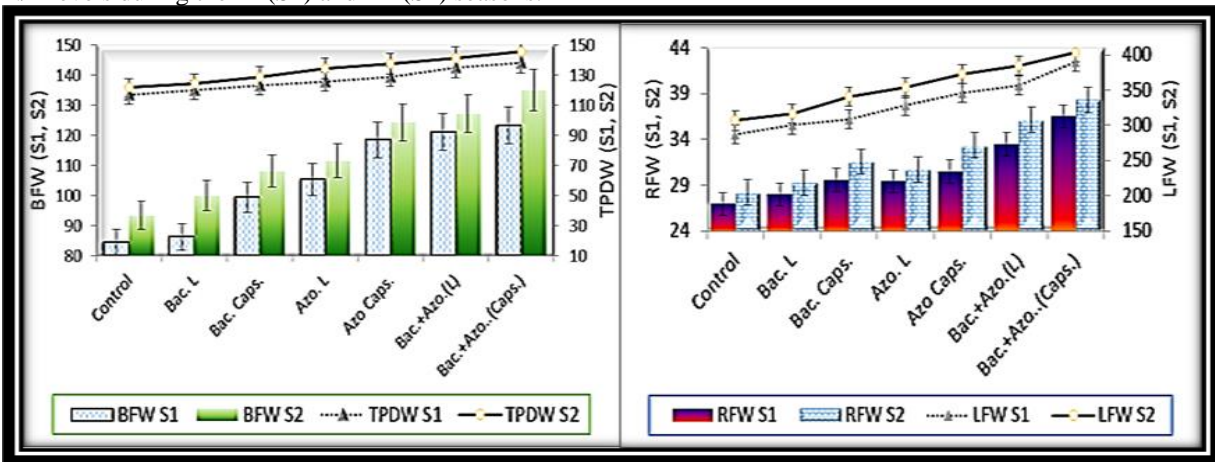 150
140
130
120
110
100
90
80
BFW (S1, S2)
150
130
110
90
70
50
30
10
TPDW (S1, S2)
Control
Bac. L
Bac. Caps.
Azo. L
Azo Caps.
Bac.+Azo.(L)
Bac.+Azo..(Caps.)
BFW S1
BFW S2
TPDW S1
TPDW S2
44
39
34
29
24
RFW (S1, S2)
400
350
300
250
200
150
LFW (S1, S2)
Control
Bac. L
Bac. Caps.
Azo. L
Azo Caps.
Bac.+Azo.(L)
Bac.+Azo..(Caps.)
RFW S1
RFW S2
LFW S1
LFW S2